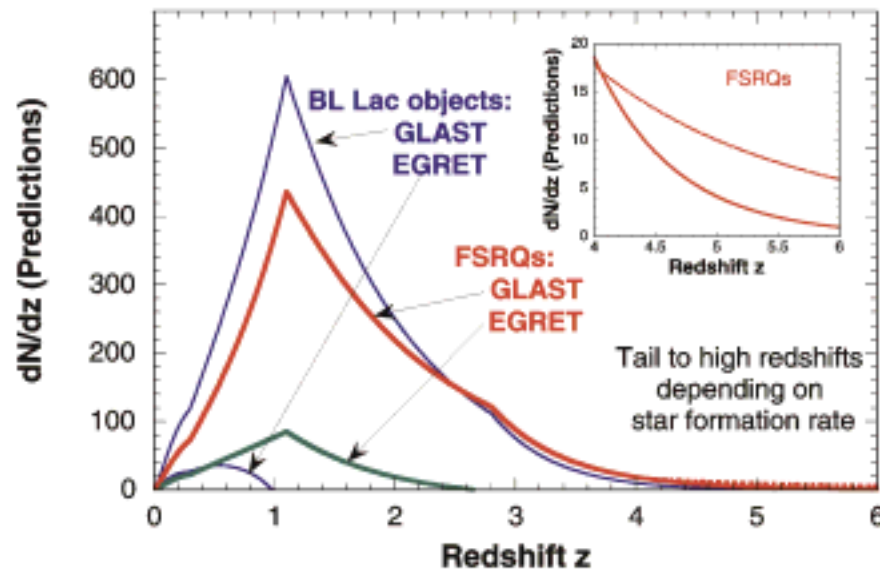 dN/dz (Predictions)
600
500
400
300
200
100
0
0
1
2
3
4
5
6
Redshift z
BL Lac objects:
GLAST
EGRET
FSRQs:
GLAST
EGRET
Tail to high redshifts
depending on
star formation rate
dN/dz (Predictions)
20
15
10
5
0
4
4.5
5
5.5
6
Redshift z
FSRQs